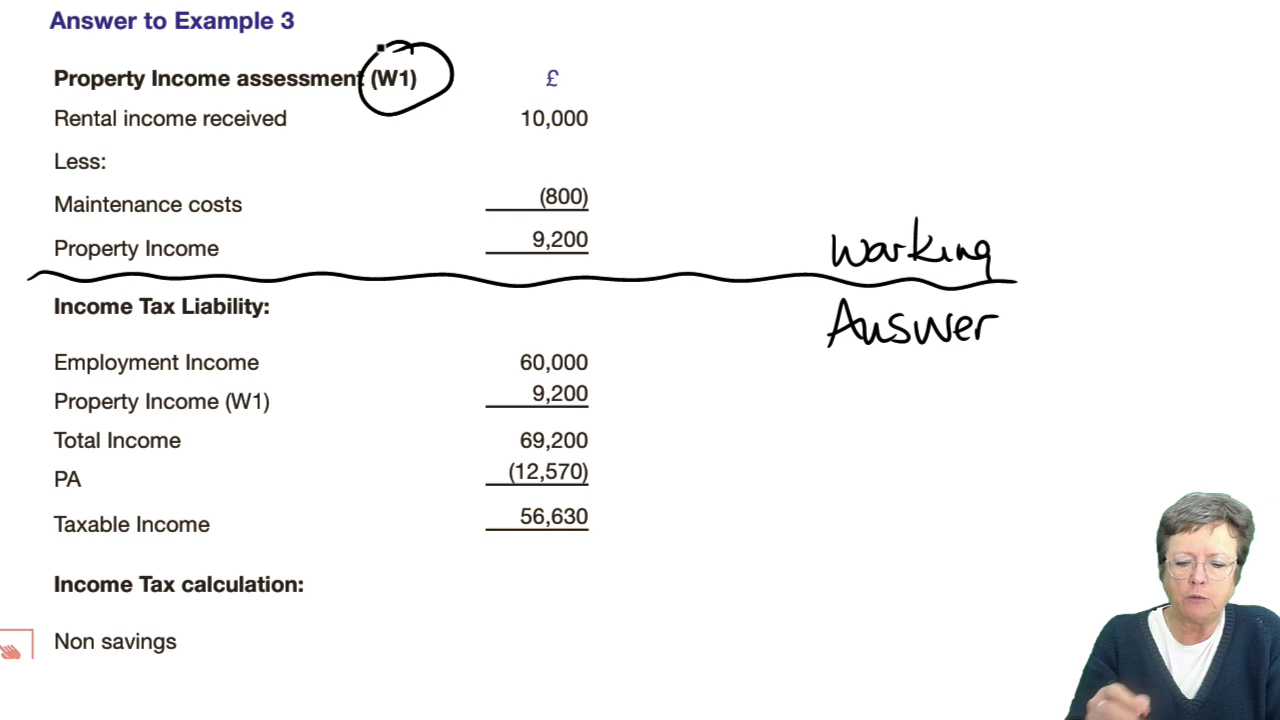 Answer to Example 3
Property Income assessment (W1) £
Rental income received 10,000
Less:
Maintenance costs (800)
Property Income 9,200
Working
Answer
Income Tax Liability:
Employment Income 60,000
Property Income (W1) 9,200
Total Income 69,200
PA (12,570)
Taxable Income 56,630
Income Tax calculation:
Non savings